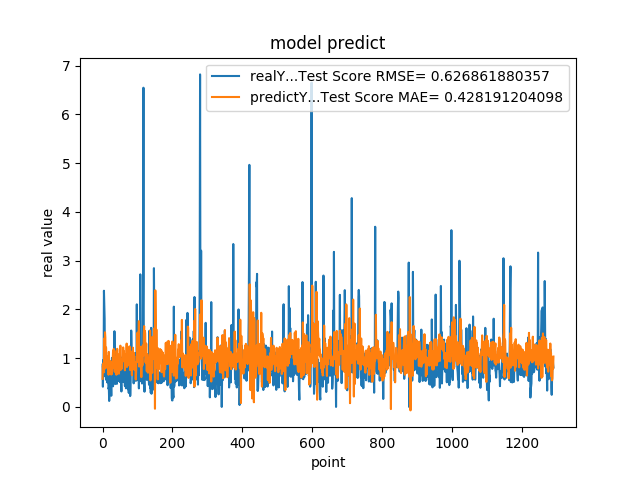 model predict
realY...Test Score RMSE= 0.626861880357
predictY...Test Score MAE= 0.428191204098
7
6
5
4
3
2
1
0
real value
0 200 400 600 800 1000 1200
point